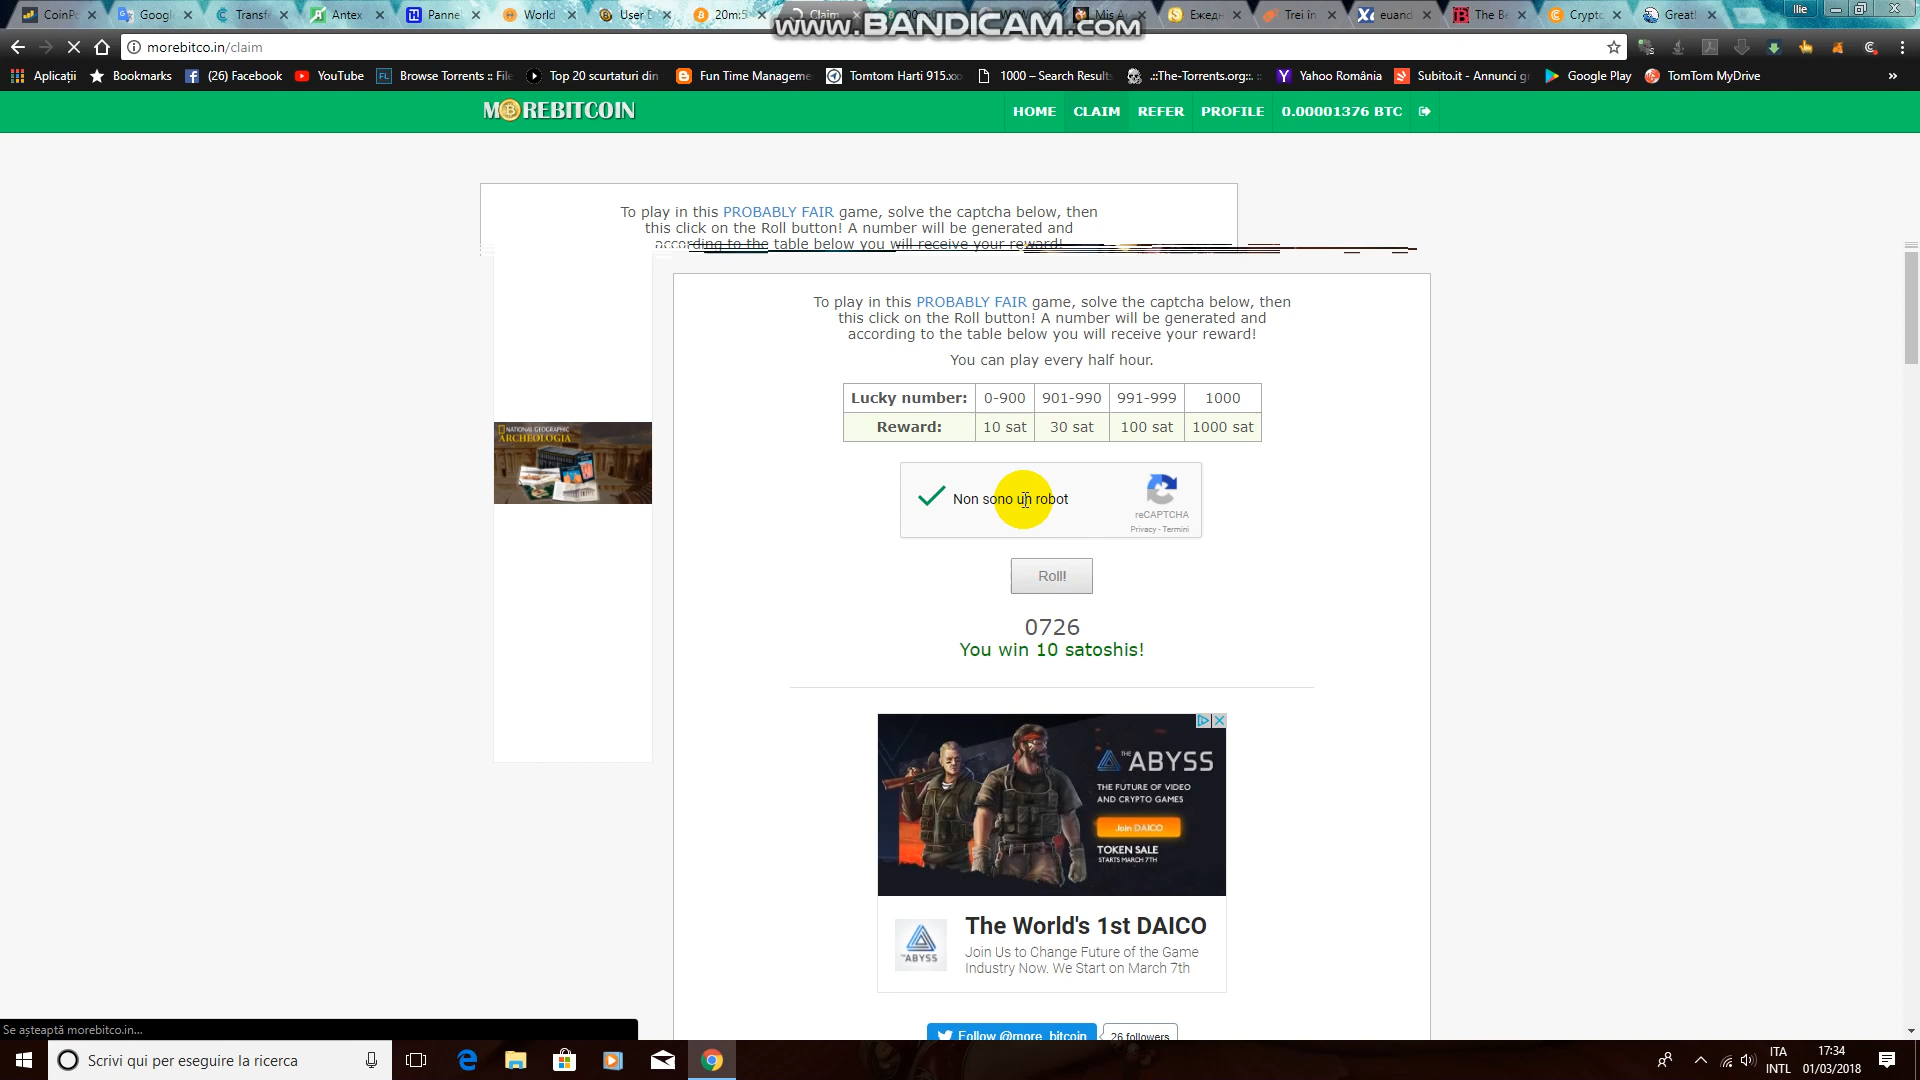 CoinPo
Googl
Transfe
Antex
Panne
World
User D
20m:5
Claim
Mis A
Ежедн
Trei in
euand
The Be
Crypto
Great!
Ilie
www.BANDICAM.com
morebitco.in/claim
Aplicații
Bookmarks
(26) Facebook
YouTube
Browse Torrents :: File
Top 20 scurtaturi din
Fun Time Manageme
Tomtom Harti 915.xx
1000 – Search Results
.::The-Torrents.org::. :
Yahoo România
Subito.it - Annunci gr
Google Play
TomTom MyDrive
»
MOREBITCOIN
HOME
CLAIM
REFER
PROFILE
0.00001376 BTC
To play in this PROBABLY FAIR game, solve the captcha below, then
this click on the Roll button! A number will be generated and
according to the table below you will receive your reward!
To play in this PROBABLY FAIR game, solve the captcha below, then
this click on the Roll button! A number will be generated and
according to the table below you will receive your reward!
You can play every half hour.
Lucky number: 0-900 901-990 991-999 1000
Reward: 10 sat 30 sat 100 sat 1000 sat
NATIONAL GEOGRAPHIC
ARCHEOLOGIA
Non sono un robot
reCAPTCHA
Privacy - Termini
Roll!
0726
You win 10 satoshis!
THE ABYSS
THE FUTURE OF VIDEO
AND CRYPTO GAMES
Join DAICO
TOKEN SALE
STARTS MARCH 7TH
THE ABYSS
The World's 1st DAICO
Join Us to Change Future of the Game
Industry Now. We Start on March 7th
Follow @more_bitcoin
26 followers
Se așteaptă morebitco.in...
Scrivi qui per eseguire la ricerca
ITA
INTL
17:34
01/03/2018